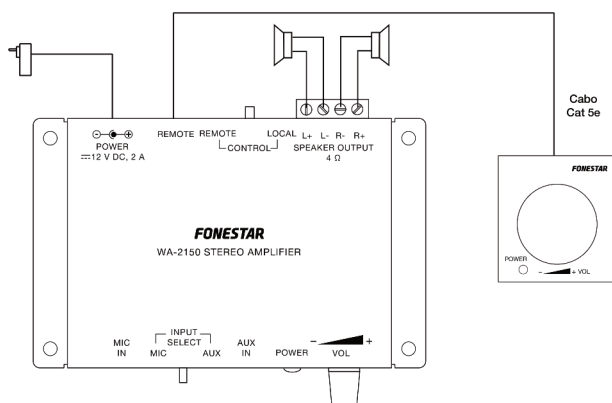 Cabo
Cat 5e
REMOTE REMOTE LOCAL
CONTROL
L+ L- R- R+
SPEAKER OUTPUT
4 Ω
POWER
12 V DC, 2 A
FONESTAR
WA-2150 STEREO AMPLIFIER
FONESTAR
POWER
- + VOL
INPUT
SELECT
MIC
IN
MIC AUX
AUX
IN
POWER
- +
VOL